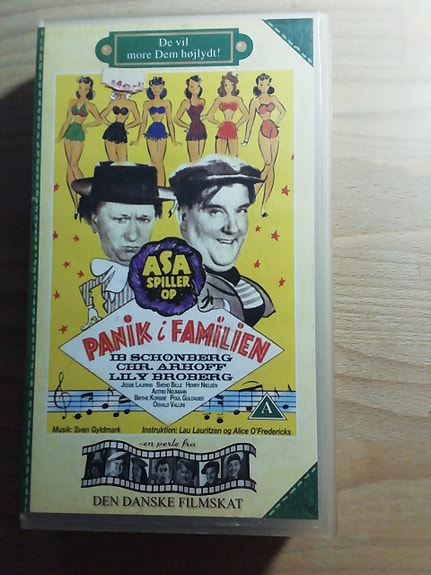 De vil
more Dem højlydt!
ASA
SPILLER
OP
PANIK i FAMILIEN
IB SCHØNBERG
CHR. ARHOFF
LILY BROBERG
JESSIE LAURING SVEND BILLE HENRY NIELSEN
ASTRID NEUMANN
BIRTHE KORSØE POUL GULDAGER
OSVALD VALLINI
A
Musik: Sven Gyldmark Instruktion: Lau Lauritzen og Alice O'Fredericks
-en perle fra
DEN DANSKE FILMSKAT